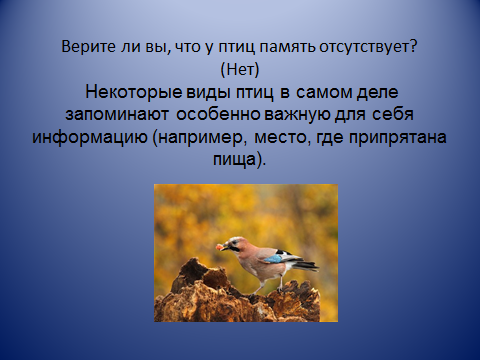 Верите ли вы, что у птиц память отсутствует?
(Нет)
Некоторые виды птиц в самом деле
запоминают особенно важную для себя
информацию (например, место, где припрятана
пища).